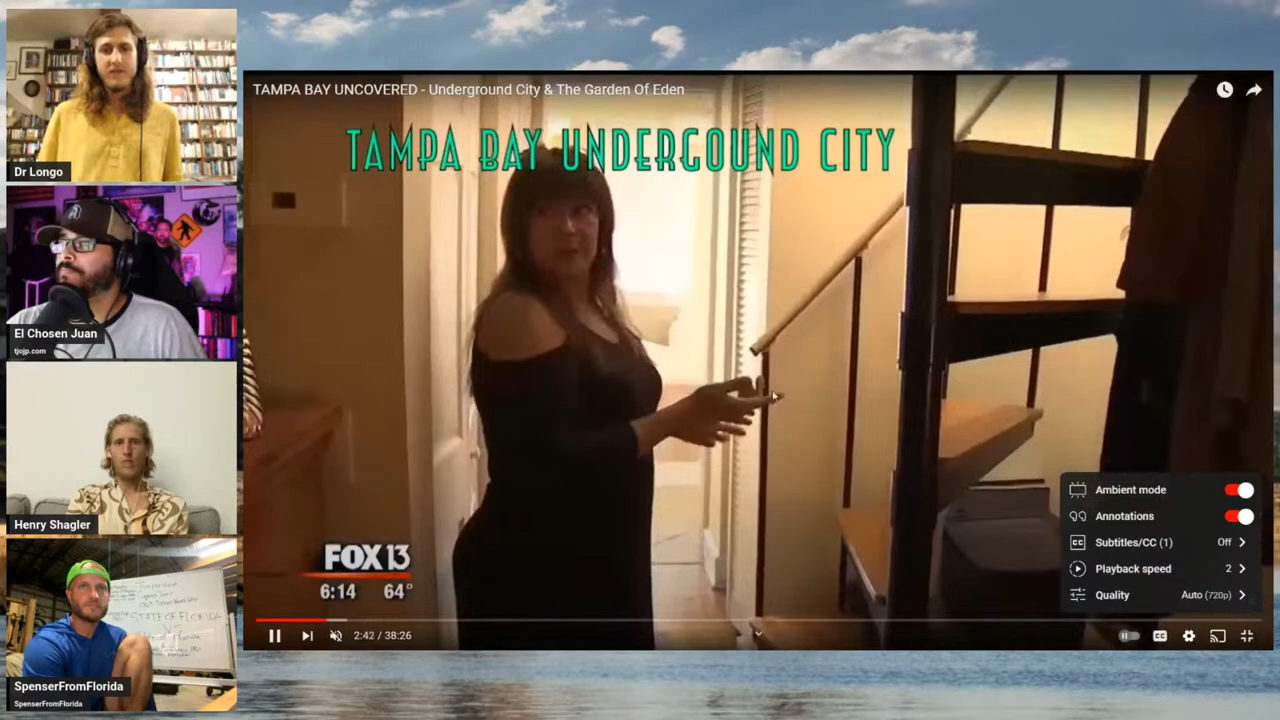 Dr Longo
El Chosen Juan
tjojp.com
Henry Shagler
STATE OF FLORIDA
SpenserFromFlorida
SpenserFromFlorida
TAMPA BAY UNCOVERED - Underground City & The Garden Of Eden
TAMPA BAY UNDERGOUND CITY
FOX 13
6:14 64°
Ambient mode
Annotations
Subtitles/CC (1) Off
Playback speed 2
Quality Auto (720p)
2:42 / 38:26
CC